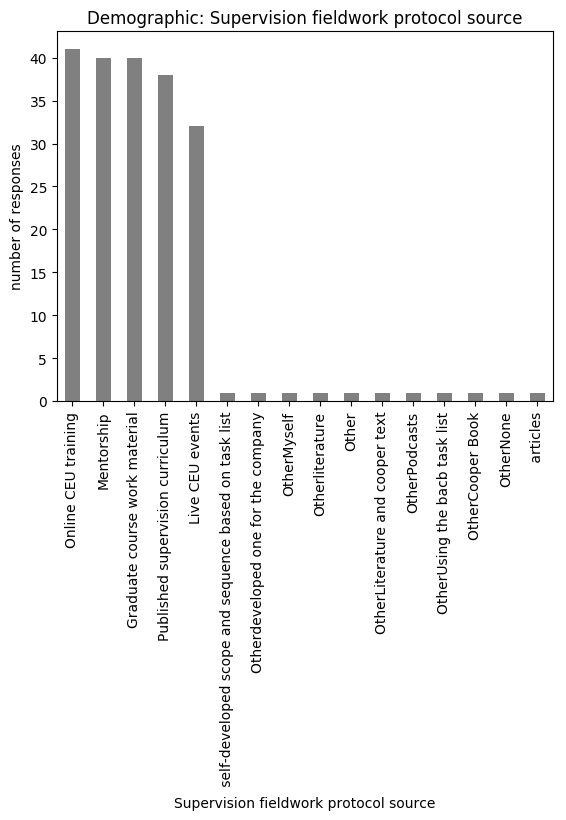 Demographic: Supervision fieldwork protocol source
number of responses
40
35
30
25
20
15
10
5
0
Online CEU training
Mentorship
Graduate course work material
Published supervision curriculum
Live CEU events
self-developed scope and sequence based on task list
Otherdeveloped one for the company
OtherMyself
Otherliterature
Other
OtherLiterature and cooper text
OtherPodcasts
OtherUsing the bacb task list
OtherCooper Book
OtherNone
articles
Supervision fieldwork protocol source